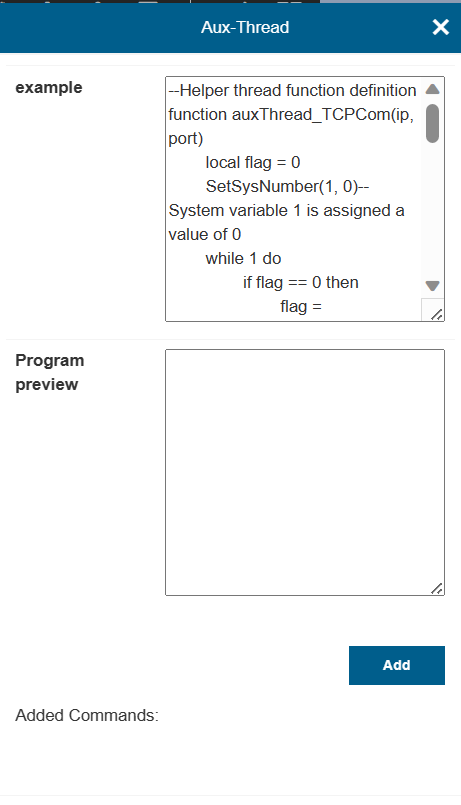 Aux-Thread
example
--Helper thread function definition
function auxThread_TCPCom(ip,
port)
local flag = 0
SetSysNumber(1, 0)--
System variable 1 is assigned a
value of 0
while 1 do
if flag == 0 then
flag =
Program
preview
Add
Added Commands: